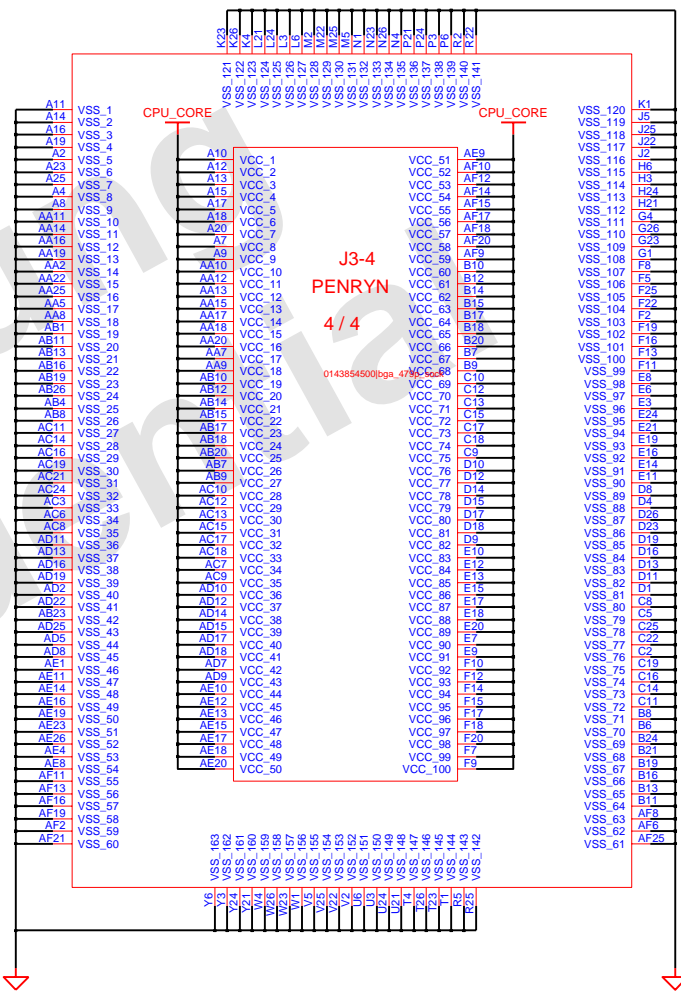 K23 VSS_121
K26 VSS_122
K4 VSS_123
L21 VSS_124
L24 VSS_125
L3 VSS_126
L6 VSS_127
M2 VSS_128
M22 VSS_129
M25 VSS_130
M5 VSS_131
N1 VSS_132
N23 VSS_133
N26 VSS_134
N4 VSS_135
P21 VSS_136
P24 VSS_137
P3 VSS_138
P6 VSS_139
R2 VSS_140
R22 VSS_141
A11 VSS_1
A14 VSS_2
A16 VSS_3
A19 VSS_4
A2 VSS_5
A23 VSS_6
A25 VSS_7
A4 VSS_8
A8 VSS_9
AA11 VSS_10
AA14 VSS_11
AA16 VSS_12
AA19 VSS_13
AA2 VSS_14
AA22 VSS_15
AA25 VSS_16
AA5 VSS_17
AA8 VSS_18
AB1 VSS_19
AB11 VSS_20
AB13 VSS_21
AB16 VSS_22
AB19 VSS_23
AB26 VSS_24
AB4 VSS_25
AB8 VSS_26
AC11 VSS_27
AC14 VSS_28
AC16 VSS_29
AC19 VSS_30
AC21 VSS_31
AC24 VSS_32
AC3 VSS_33
AC6 VSS_34
AC8 VSS_35
AD11 VSS_36
AD13 VSS_37
AD16 VSS_38
AD19 VSS_39
AD2 VSS_40
AD22 VSS_41
AB23 VSS_42
AD25 VSS_43
AD5 VSS_44
AD8 VSS_45
AE1 VSS_46
AE11 VSS_47
AE14 VSS_48
AE16 VSS_49
AE19 VSS_50
AE23 VSS_51
AE26 VSS_52
AE4 VSS_53
AE8 VSS_54
AF11 VSS_55
AF13 VSS_56
AF16 VSS_57
AF19 VSS_58
AF2 VSS_59
AF21 VSS_60
CPU_CORE
A10 VCC_1
A12 VCC_2
A13 VCC_3
A15 VCC_4
A17 VCC_5
A18 VCC_6
A20 VCC_7
A7 VCC_8
A9 VCC_9
AA10 VCC_10
AA12 VCC_11
AA13 VCC_12
AA15 VCC_13
AA17 VCC_14
AA18 VCC_15
AA20 VCC_16
AA7 VCC_17
AA9 VCC_18
AB10 VCC_19
AB12 VCC_20
AB14 VCC_21
AB15 VCC_22
AB17 VCC_23
AB18 VCC_24
AB20 VCC_25
AB7 VCC_26
AB9 VCC_27
AC10 VCC_28
AC12 VCC_29
AC13 VCC_30
AC15 VCC_31
AC17 VCC_32
AC18 VCC_33
AC7 VCC_34
AC9 VCC_35
AD10 VCC_36
AD12 VCC_37
AD14 VCC_38
AD15 VCC_39
AD17 VCC_40
AD18 VCC_41
AD7 VCC_42
AD9 VCC_43
AE10 VCC_44
AE12 VCC_45
AE13 VCC_46
AE15 VCC_47
AE17 VCC_48
AE18 VCC_49
AE20 VCC_50
J3-4
PENRYN
4 / 4
CPU_CORE
VCC_51 AE9
VCC_52 AF10
VCC_53 AF12
VCC_54 AF14
VCC_55 AF15
VCC_56 AF17
VCC_57 AF18
VCC_58 AF20
VCC_59 AF9
VCC_60 B10
VCC_61 B12
VCC_62 B14
VCC_63 B15
VCC_64 B17
VCC_65 B18
VCC_66 B20
VCC_67 B7
VCC_68 B9
VCC_69 C10
VCC_70 C12
VCC_71 C13
VCC_72 C15
VCC_73 C17
VCC_74 C18
VCC_75 C9
VCC_76 D10
VCC_77 D12
VCC_78 D14
VCC_79 D15
VCC_80 D17
VCC_81 D18
VCC_82 D9
VCC_83 E10
VCC_84 E12
VCC_85 E13
VCC_86 E15
VCC_87 E17
VCC_88 E18
VCC_89 E20
VCC_90 E7
VCC_91 E9
VCC_92 F10
VCC_93 F12
VCC_94 F14
VCC_95 F15
VCC_96 F17
VCC_97 F18
VCC_98 F20
VCC_99 F7
VCC_100 F9
VSS_120 K1
VSS_119 J5
VSS_118 J25
VSS_117 J22
VSS_116 J2
VSS_115 H6
VSS_114 H3
VSS_113 H24
VSS_112 H21
VSS_111 G4
VSS_110 G26
VSS_109 G23
VSS_108 G1
VSS_107 F8
VSS_106 F5
VSS_105 F25
VSS_104 F22
VSS_103 F2
VSS_102 F19
VSS_101 F16
VSS_100 F13
VSS_99 F11
VSS_98 E8
VSS_97 E6
VSS_96 E3
VSS_95 E24
VSS_94 E21
VSS_93 E19
VSS_92 E16
VSS_91 E14
VSS_90 E11
VSS_89 D8
VSS_88 D4
VSS_87 D26
VSS_86 D23
VSS_85 D19
VSS_84 D16
VSS_83 D13
VSS_82 D11
VSS_81 D1
VSS_80 C8
VSS_79 C5
VSS_78 C25
VSS_77 C22
VSS_76 C2
VSS_75 C19
VSS_74 C16
VSS_73 C14
VSS_72 C11
VSS_71 B8
VSS_70 B6
VSS_69 B24
VSS_68 B21
VSS_67 B19
VSS_66 B16
VSS_65 B13
VSS_64 B11
VSS_63 AF8
VSS_62 AF6
VSS_61 AF25
VSS_163 Y6
VSS_162 Y3
VSS_161 Y24
VSS_160 Y21
VSS_159 W4
VSS_158 W26
VSS_157 W23
VSS_156 W1
VSS_155 V5
VSS_154 V25
VSS_153 V22
VSS_152 V2
VSS_151 U6
VSS_150 U3
VSS_149 U24
VSS_148 U21
VSS_147 T4
VSS_146 T26
VSS_145 T23
VSS_144 T1
VSS_143 R5
VSS_142 R25